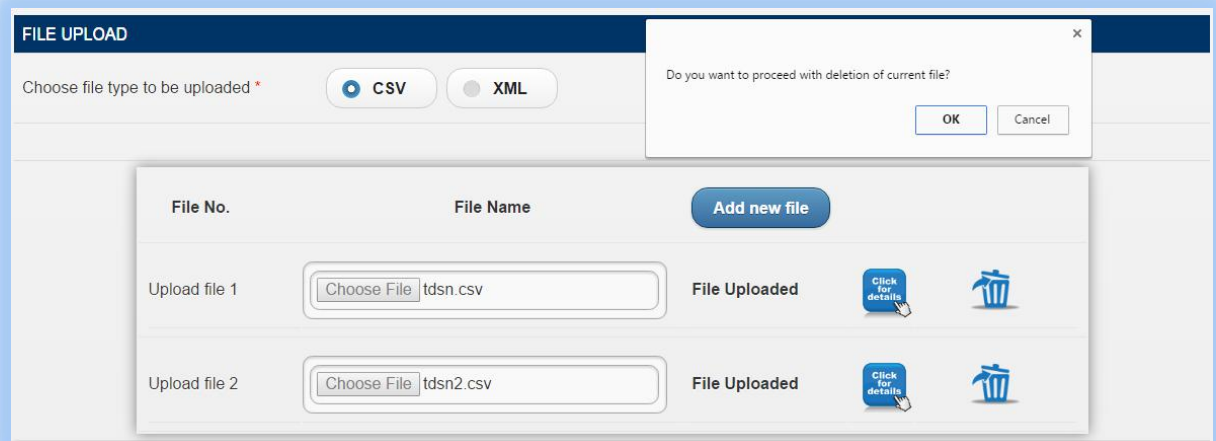 FILE UPLOAD
×
Do you want to proceed with deletion of current file?
OK Cancel
Choose file type to be uploaded * CSV XML
File No. File Name Add new file
Upload file 1 Choose File tdsn.csv File Uploaded Click for details
Upload file 2 Choose File tdsn2.csv File Uploaded Click for details